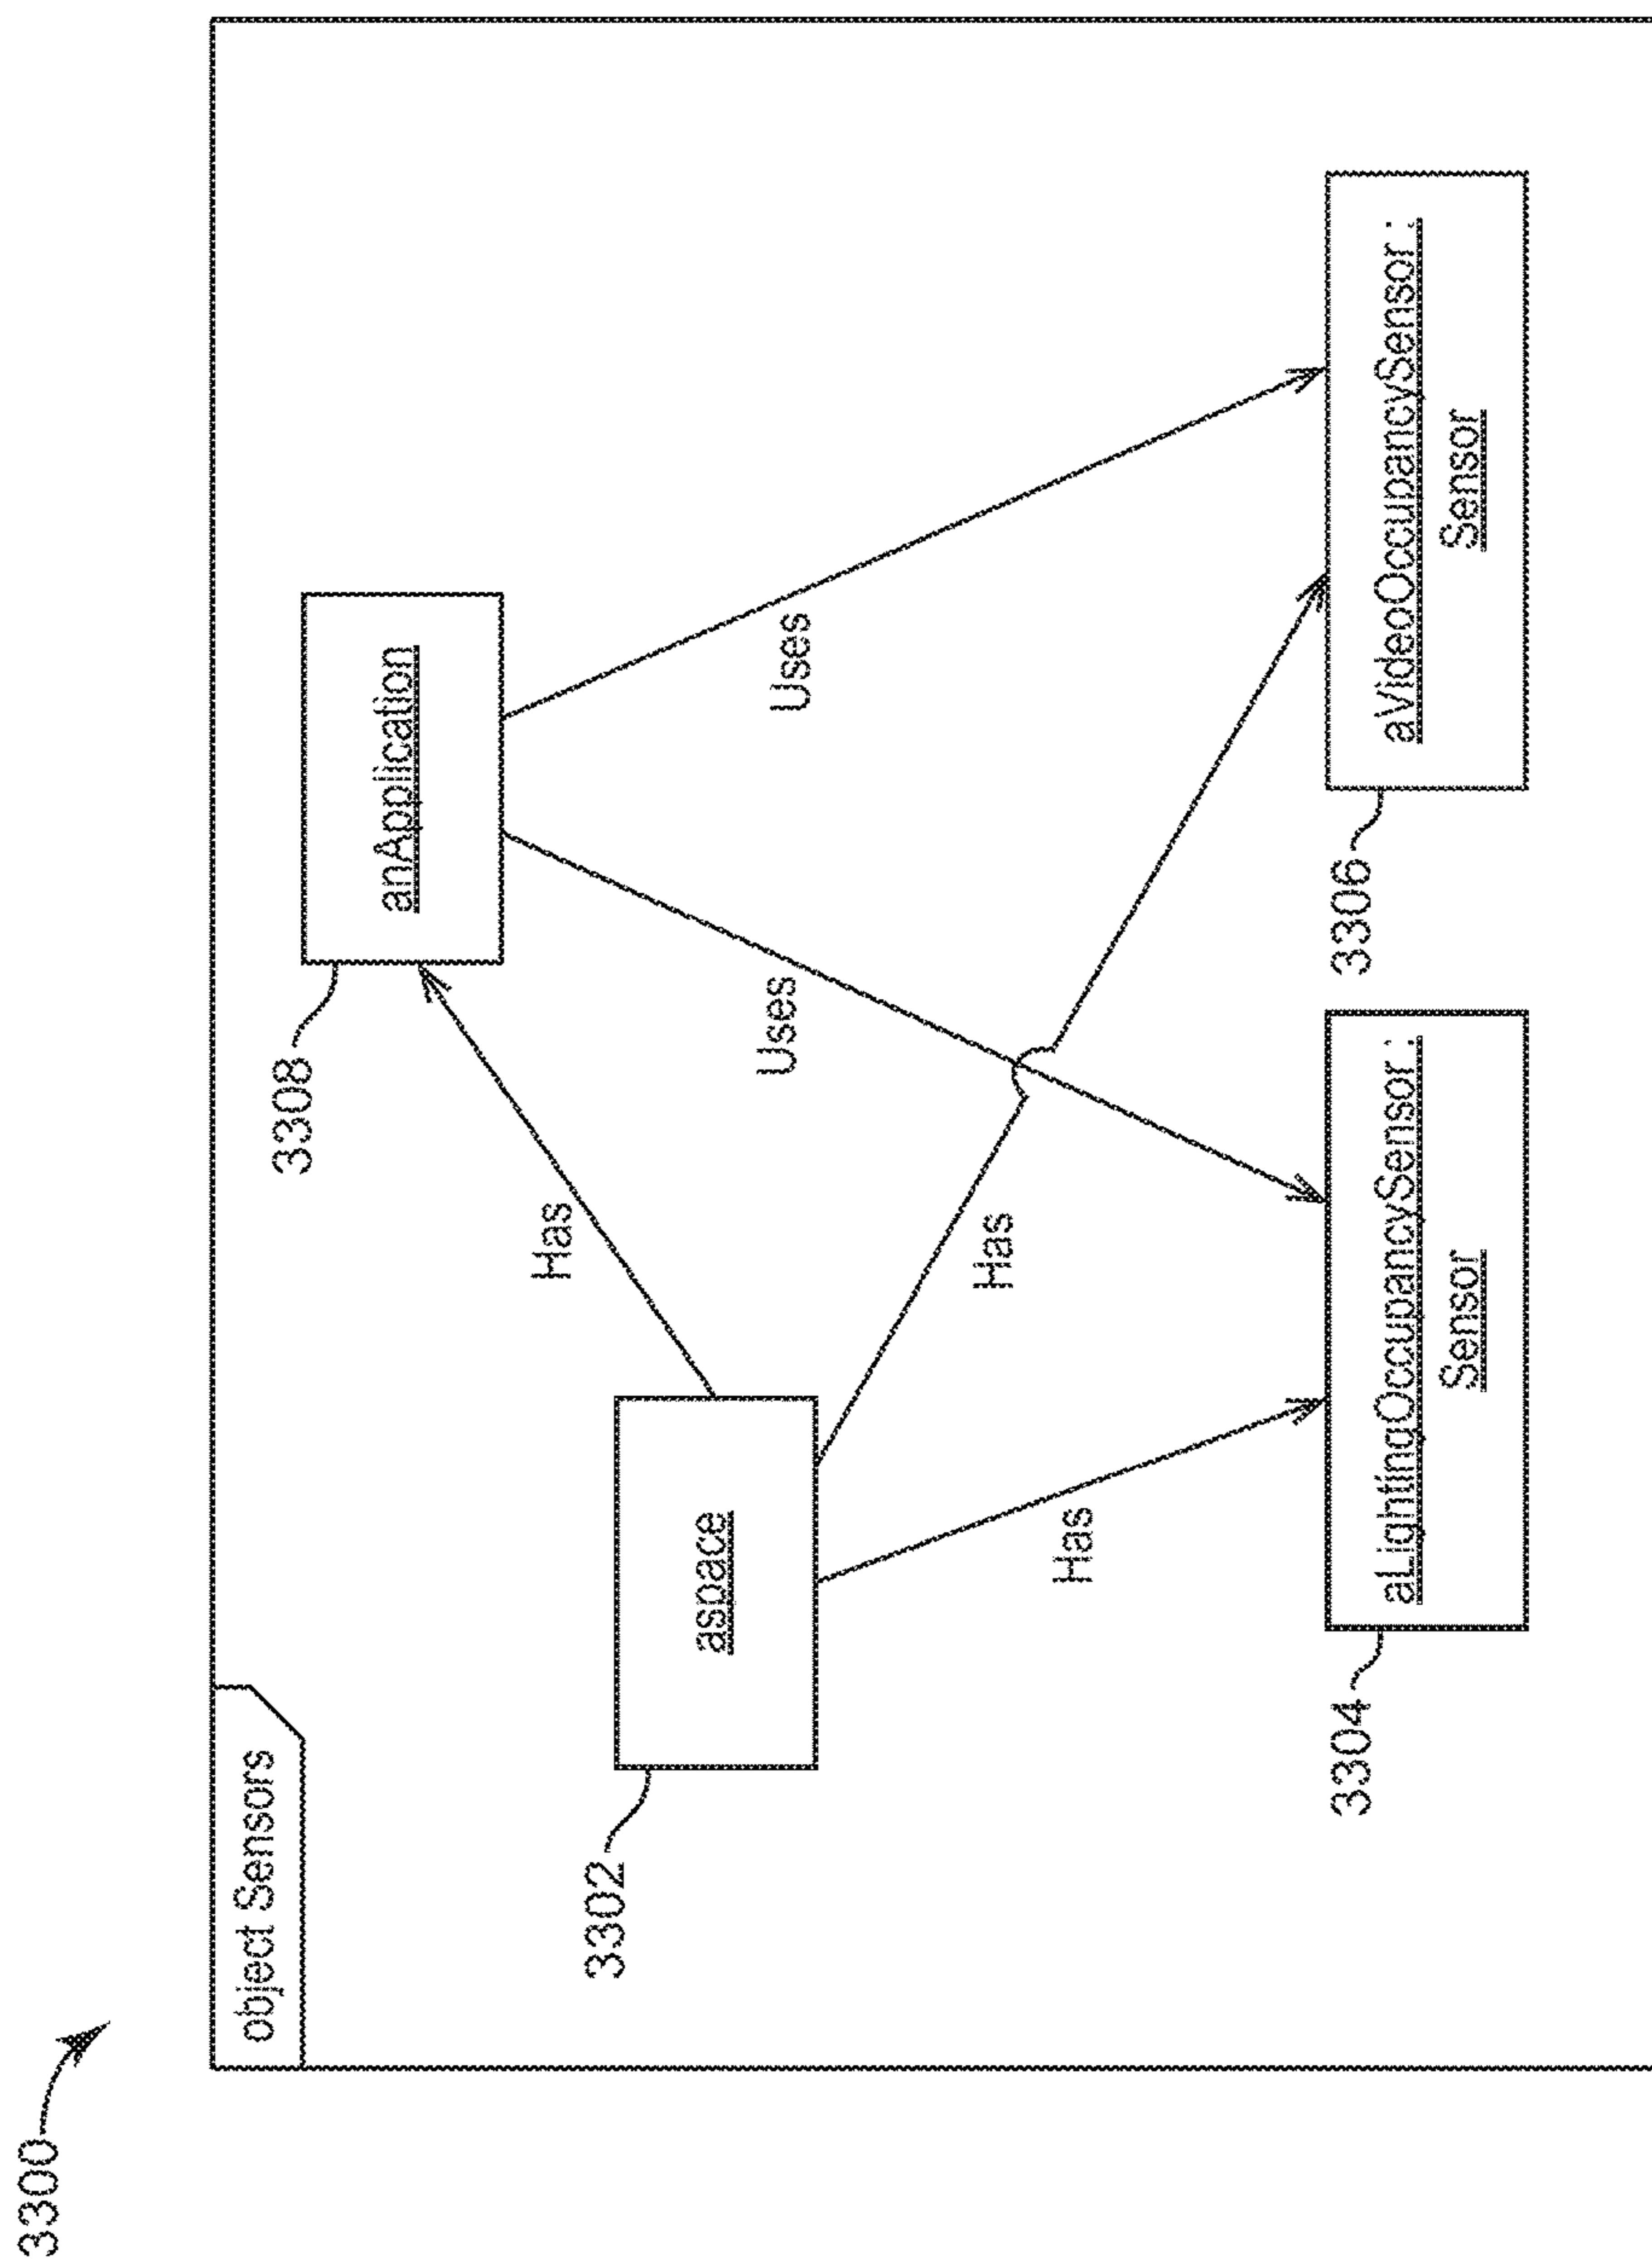 3300
object Sensors
3308
anApplication
3302
aspace
Has
Uses
Uses
Has
Has
3304
aLightingOccupancySensor :
Sensor
3306
aVideoOccupancySensor :
Sensor